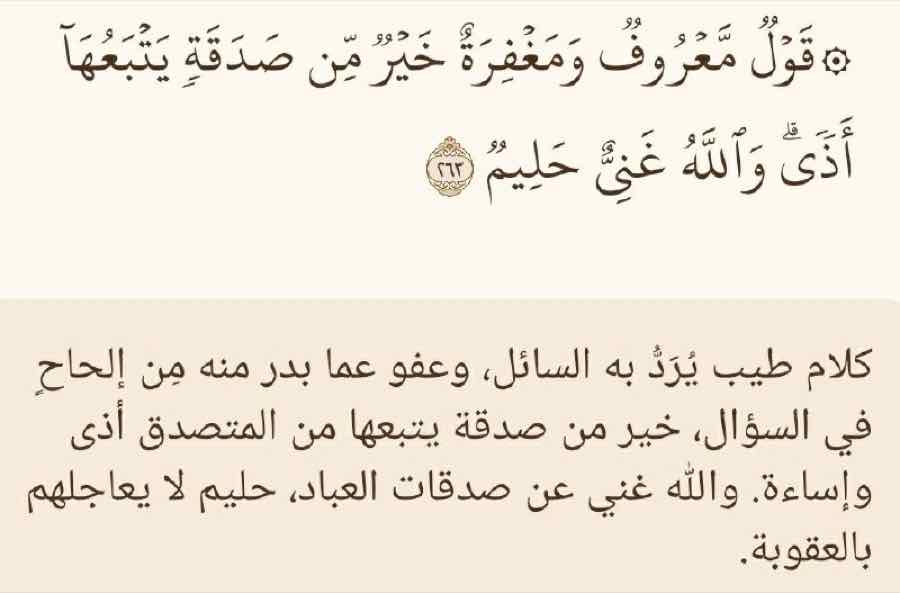 ۞ قَوْلٌ مَّعْرُوفٌ وَمَغْفِرَةٌ خَيْرٌ مِّن صَدَقَةٍ يَتْبَعُهَآ
أَذًى ۗ وَٱللَّهُ غَنِىٌّ حَلِيمٌ ٢٦٣
كلام طيب يُرَدُّ به السائل، وعفو عما بدر منه مِن إلحاحٍ
في السؤال، خير من صدقة يتبعها من المتصدق أذى
وإساءة. والله غني عن صدقات العباد، حليم لا يعاجلهم
بالعقوبة.